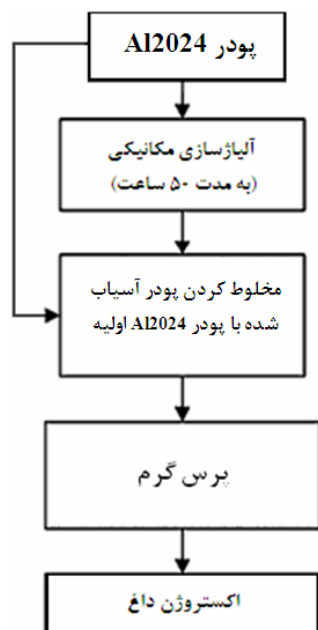 پودر Al2024
آلیاژسازی مکانیکی
(به مدت ۵۰ ساعت)
مخلوط کردن پودر آسیاب
شده با پودر Al2024 اولیه
پرس گرم
اکستروژن داغ